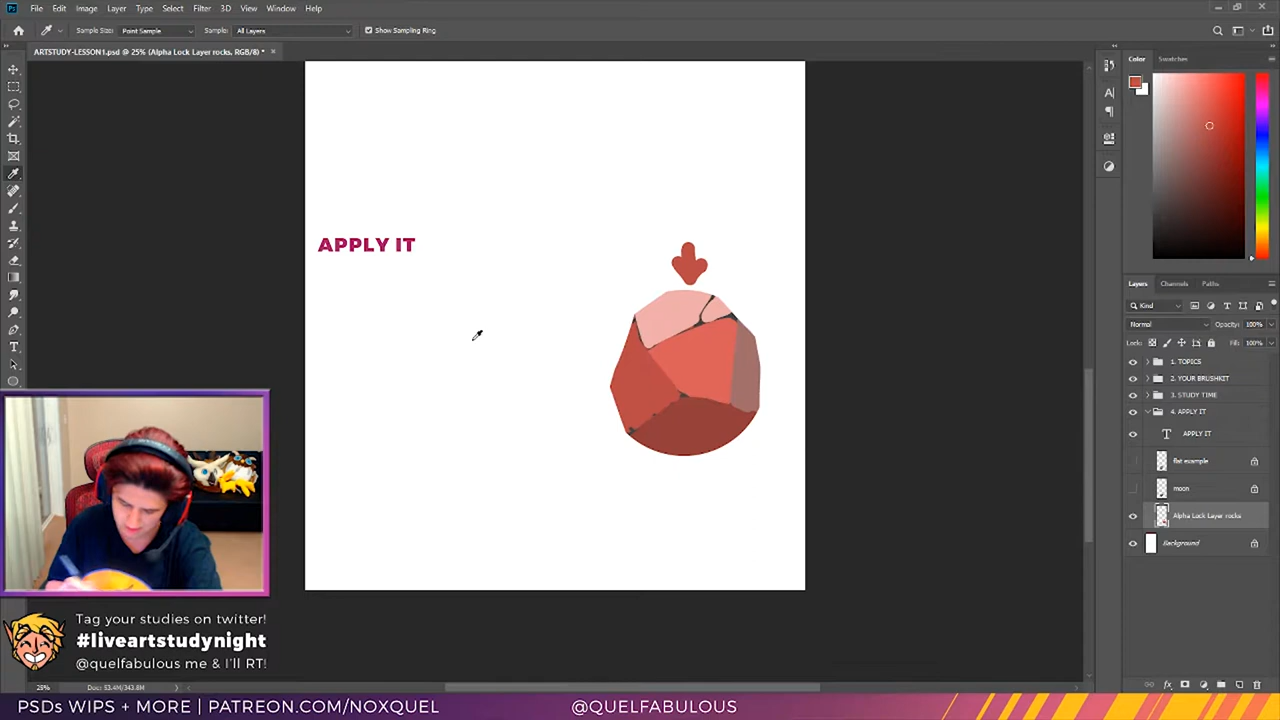 File Edit Image Layer Type Select Filter 3D View Window Help
Sample Size: Point Sample Sample: All Layers Show Sampling Ring
ARTSTUDY-LESSON1.psd @ 25% (Alpha Lock Layer rocks, RGB/8) *
Color Swatches
APPLY IT
Layers Channels Paths
Kind
Normal Opacity: 100%
Lock: Fill: 100%
1. TOPICS
2. YOUR BRUSHKIT
3. STUDY TIME
4. APPLY IT
T APPLY IT
flat example
moon
Alpha Lock Layer rocks
Background
Tag your studies on twitter!
#liveartstudynight
@quelfabulous me & I'll RT!
25% Doc: 53.4M/343.8M
PSDs WIPS + MORE | PATREON.COM/NOXQUEL @QUELFABULOUS